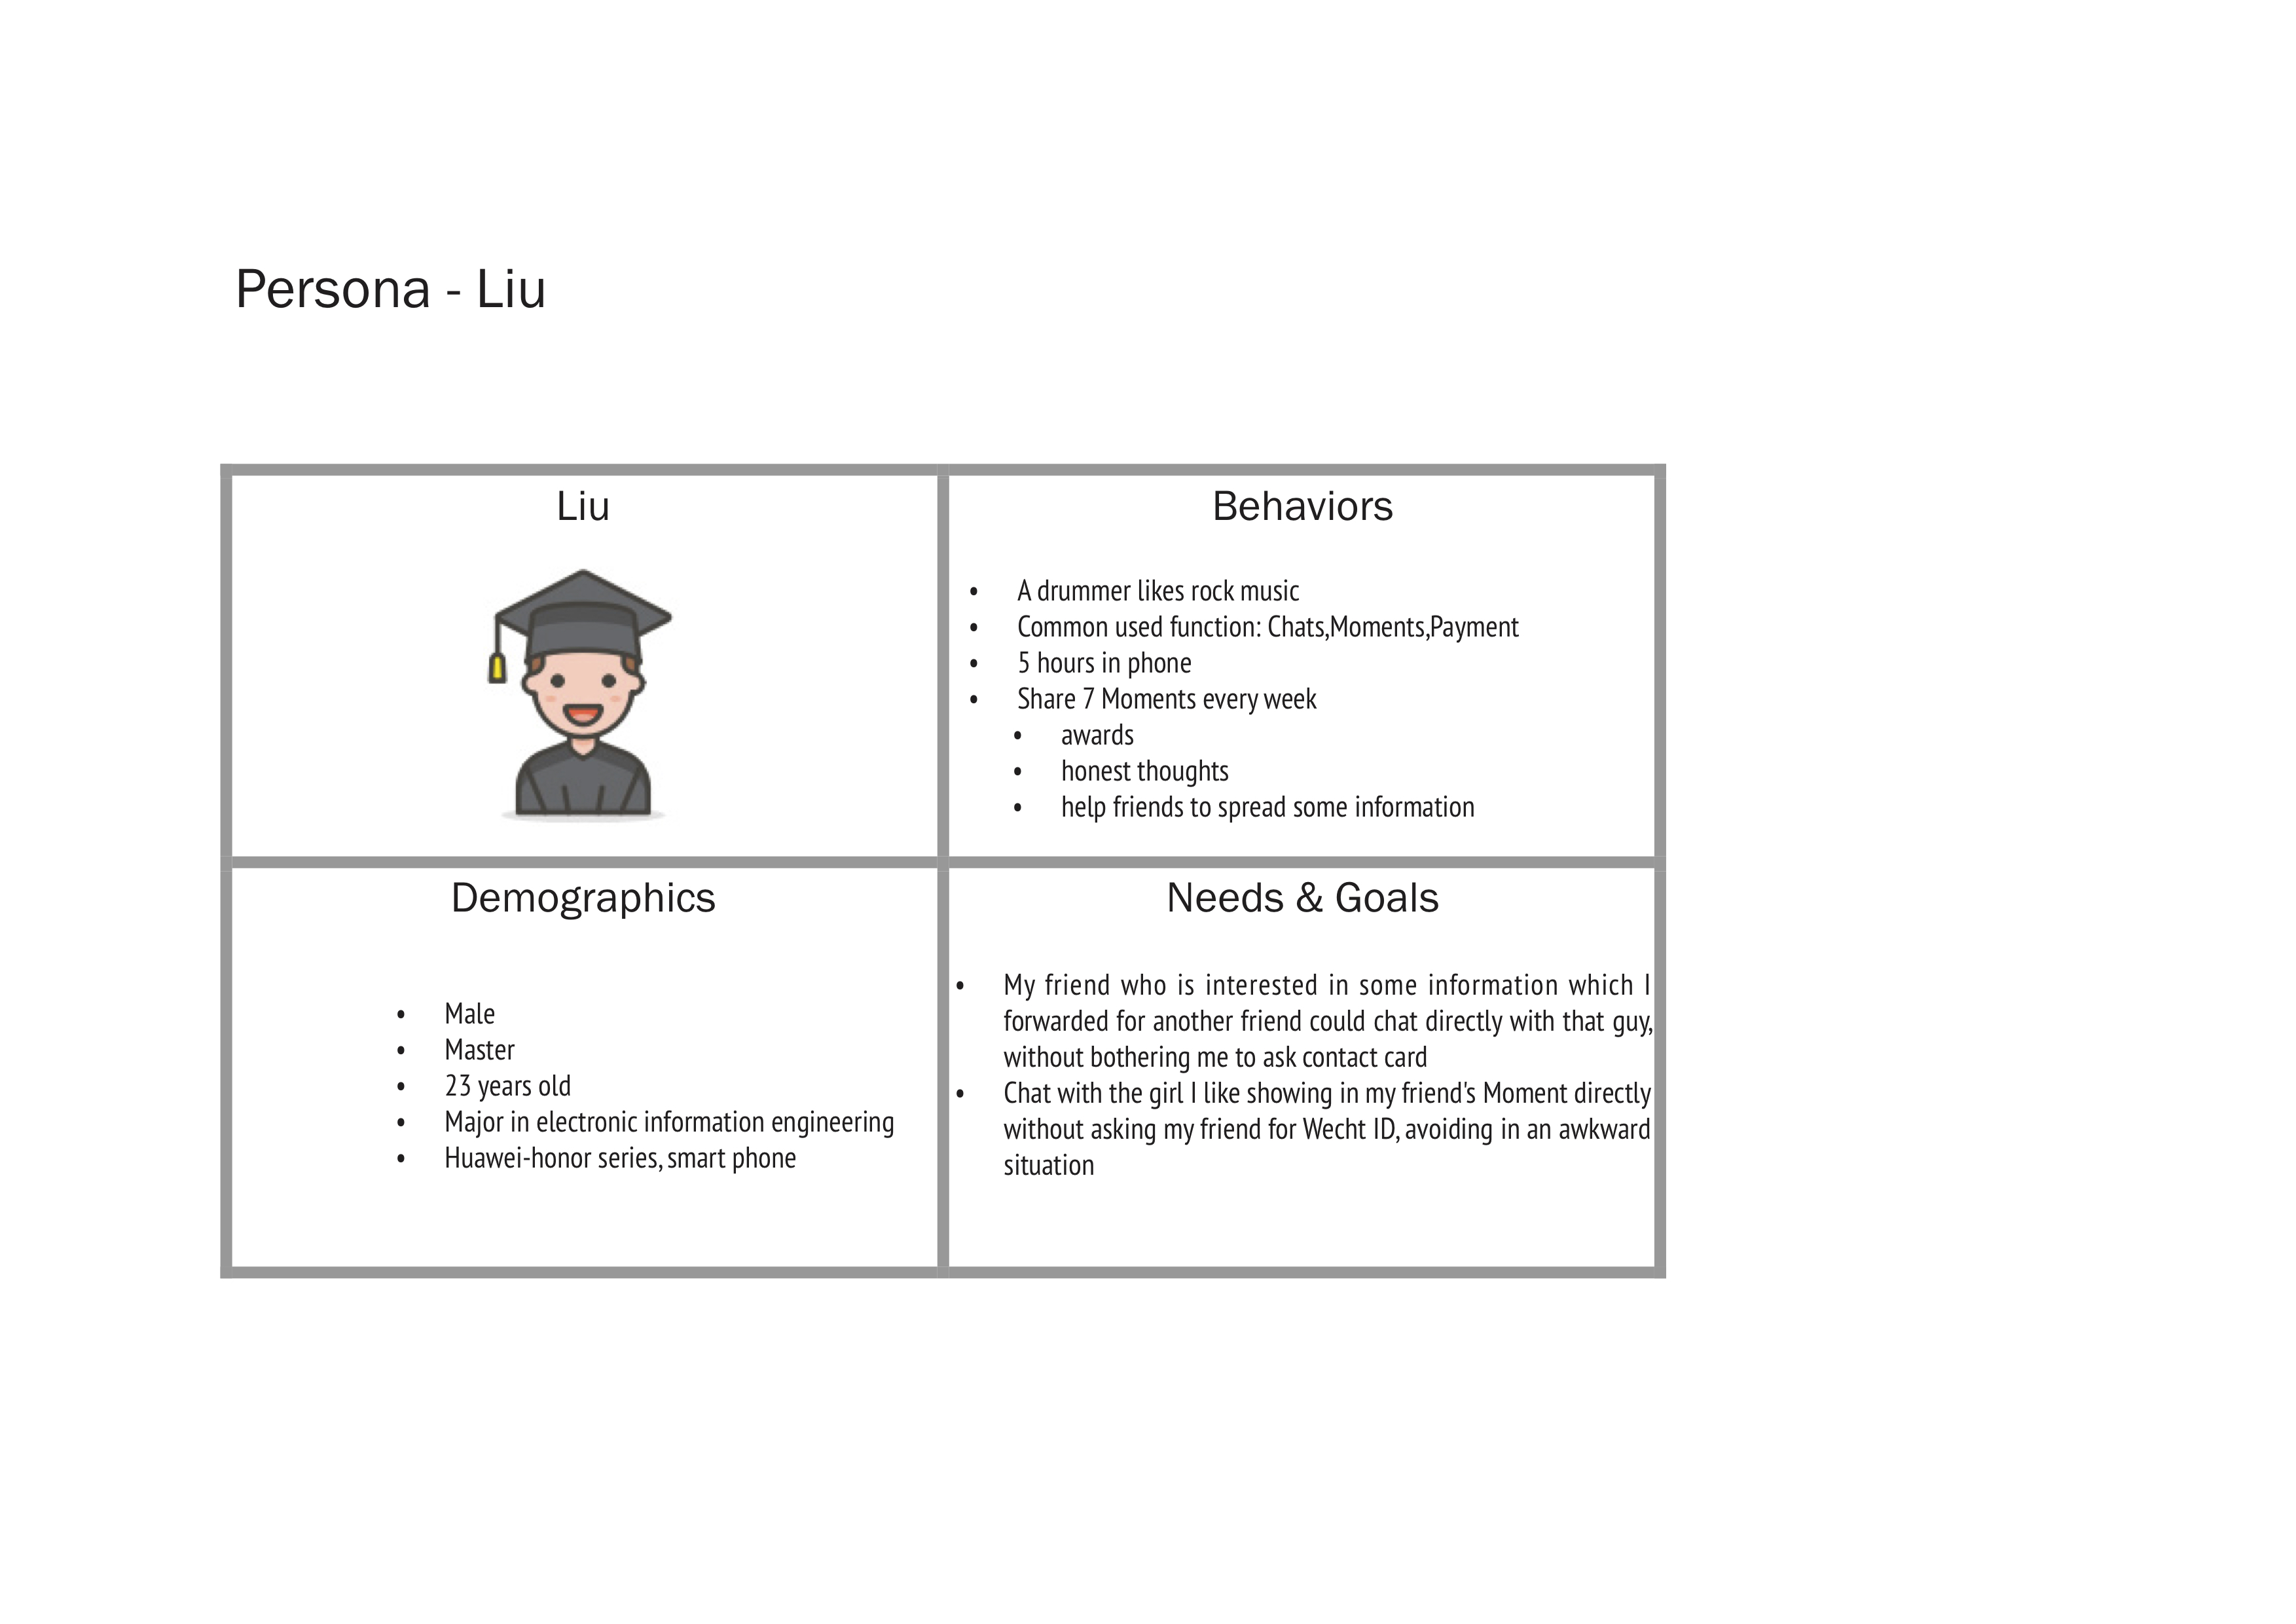 Persona - Liu
Liu
Behaviors
• A drummer likes rock music
• Common used function: Chats,Moments,Payment
• 5 hours in phone
• Share 7 Moments every week
• awards
• honest thoughts
• help friends to spread some information
Demographics
• Male
• Master
• 23 years old
• Major in electronic information engineering
• Huawei-honor series, smart phone
Needs & Goals
• My friend who is interested in some information which I
forwarded for another friend could chat directly with that guy,
without bothering me to ask contact card
• Chat with the girl I like showing in my friend's Moment directly
without asking my friend for Wecht ID, avoiding in an awkward
situation